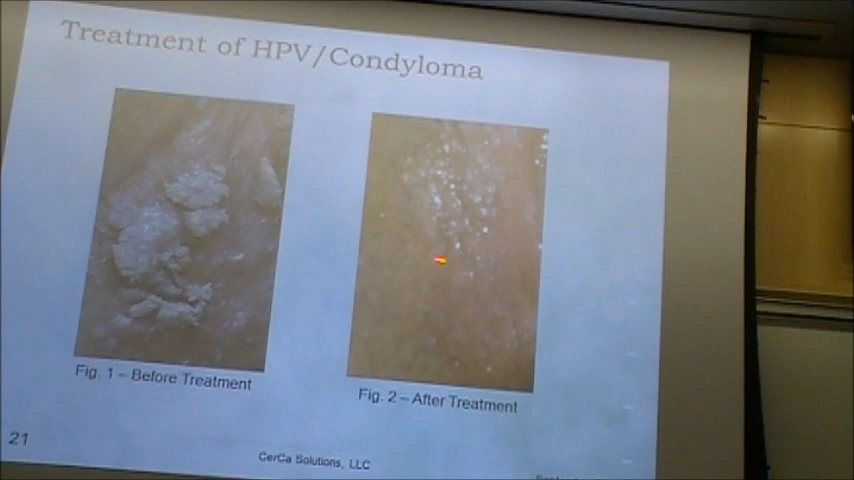 Treatment of HPV/Condyloma
Fig. 1 – Before Treatment
Fig. 2 – After Treatment
21
CerCa Solutions, LLC